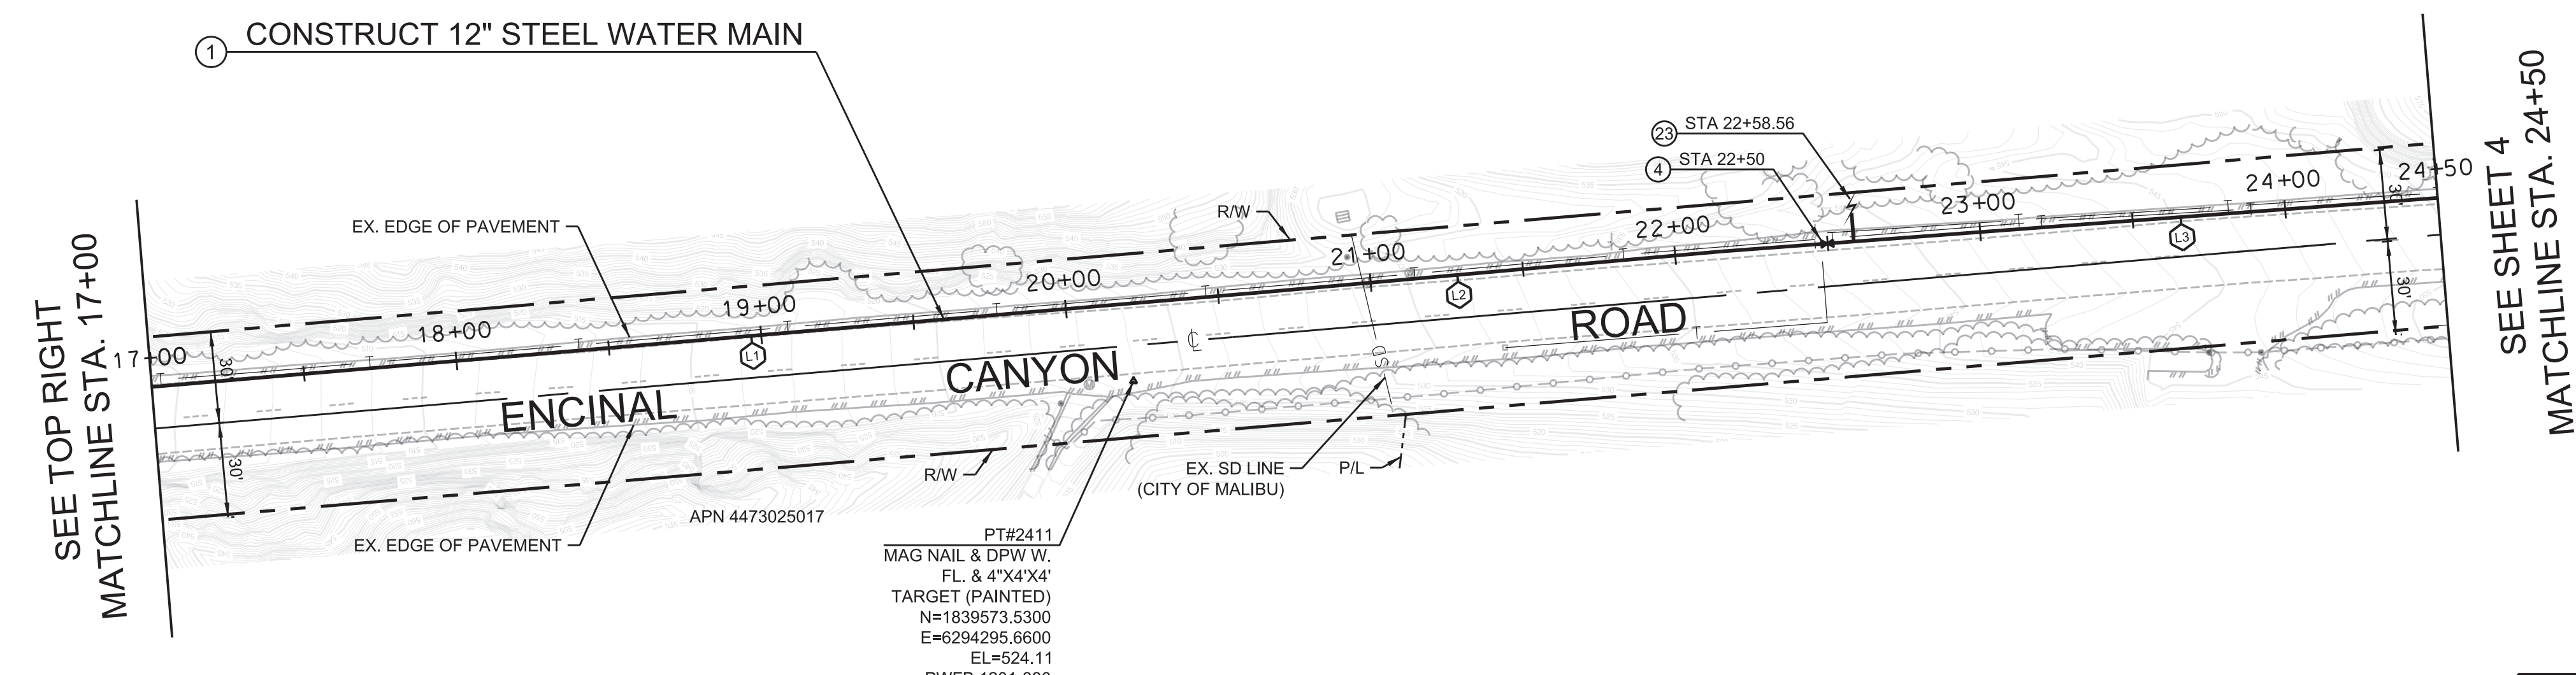 1 CONSTRUCT 12" STEEL WATER MAIN
23 STA 22+58.56
4 STA 22+50
SEE TOP RIGHT
MATCHLINE STA. 17+00
SEE SHEET 4
MATCHLINE STA. 24+50
EX. EDGE OF PAVEMENT
R/W
17+00
18+00
19+00
20+00
21+00
22+00
23+00
24+00
24+50
30'
30'
30'
30'
L1
L2
L3
ENCINAL
CANYON
ROAD
SD
R/W
EX. SD LINE
(CITY OF MALIBU)
P/L
APN 4473025017
EX. EDGE OF PAVEMENT
PT#2411
MAG NAIL & DPW W.
FL. & 4"X4'X4'
TARGET (PAINTED)
N=1839573.5300
E=6294295.6600
EL=524.11